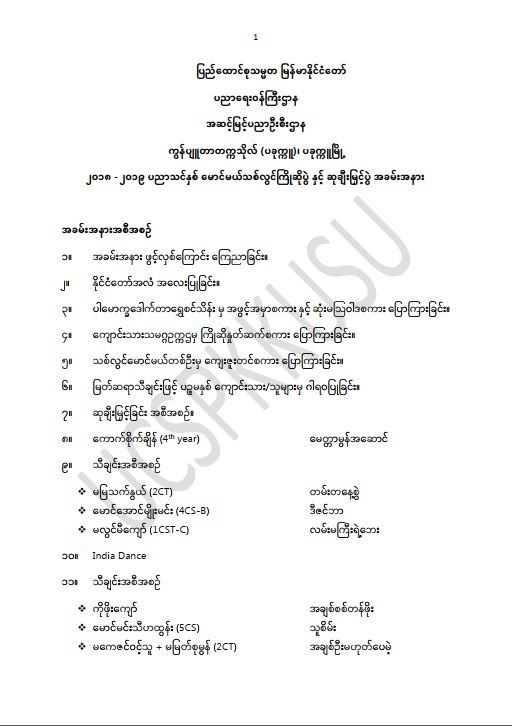 1
ပြည်ထောင်စုသမ္မတ မြန်မာနိုင်ငံတော်
ပညာရေးဝန်ကြီးဌာန
အဆင့်မြင့်ပညာဦးစီးဌာန
ကွန်ပျူတာတက္ကသိုလ် (ပခုက္ကူ)၊ ပခုက္ကူမြို့
၂၀၁၈ - ၂၀၁၉ ပညာသင်နှစ် မောင်မယ်သစ်လွင်ကြိုဆိုပွဲ နှင့် ဆုချီးမြှင့်ပွဲ အခမ်းအနား
အခမ်းအနားအစီအစဉ်
၁။ အခမ်းအနား ဖွင့်လှစ်ကြောင်း ကြေညာခြင်း။
၂။ နိုင်ငံတော်အလံ အလေးပြုခြင်း။
၃။ ပါမောက္ခဒေါက်တာရွှေစင်သိန်း မှ အဖွင့်အမှာစကား နှင့် ဆုံးမသြဝါဒစကား ပြောကြားခြင်း။
၄။ ကျောင်းသားသမဂ္ဂဥက္ကဌမှ ကြိုဆိုနှုတ်ဆက်စကား ပြောကြားခြင်း။
၅။ သစ်လွင်မောင်မယ်တစ်ဦးမှ ကျေးဇူးတင်စကား ပြောကြားခြင်း။
၆။ မြတ်ဆရာသီချင်းဖြင့် ပဥ္စမနှစ် ကျောင်းသား/သူများမှ ဂါရဝပြုခြင်း။
၇။ ဆုချီးမြှင့်ခြင်း အစီအစဉ်။
၈။ ကောက်စိုက်ချိန် (4th year) မေတ္တာမွန်အဆောင်
၉။ သီချင်းအစီအစဉ်
❖ မမြသက်နွယ် (2CT) တမ်းတနေ့စွဲ
❖ မောင်အောင်မျိုးမင်း (4CS-B) ဒီဇင်ဘာ
❖ မလွင်မီကျော် (1CST-C) လမ်းမကြီးရဲ့ဘေး
၁၀။ India Dance
၁၁။ သီချင်းအစီအစဉ်
❖ ကိုဖိုးကျော် အချစ်စစ်တန်ဖိုး
❖ မောင်မင်းသီဟထွန်း (5CS) သူစိမ်း
❖ မကေဇင်ဝင့်သူ + မမြတ်စုမွန် (2CT) အချစ်ဦးမဟုတ်ပေမဲ့
UCSPKKUSU